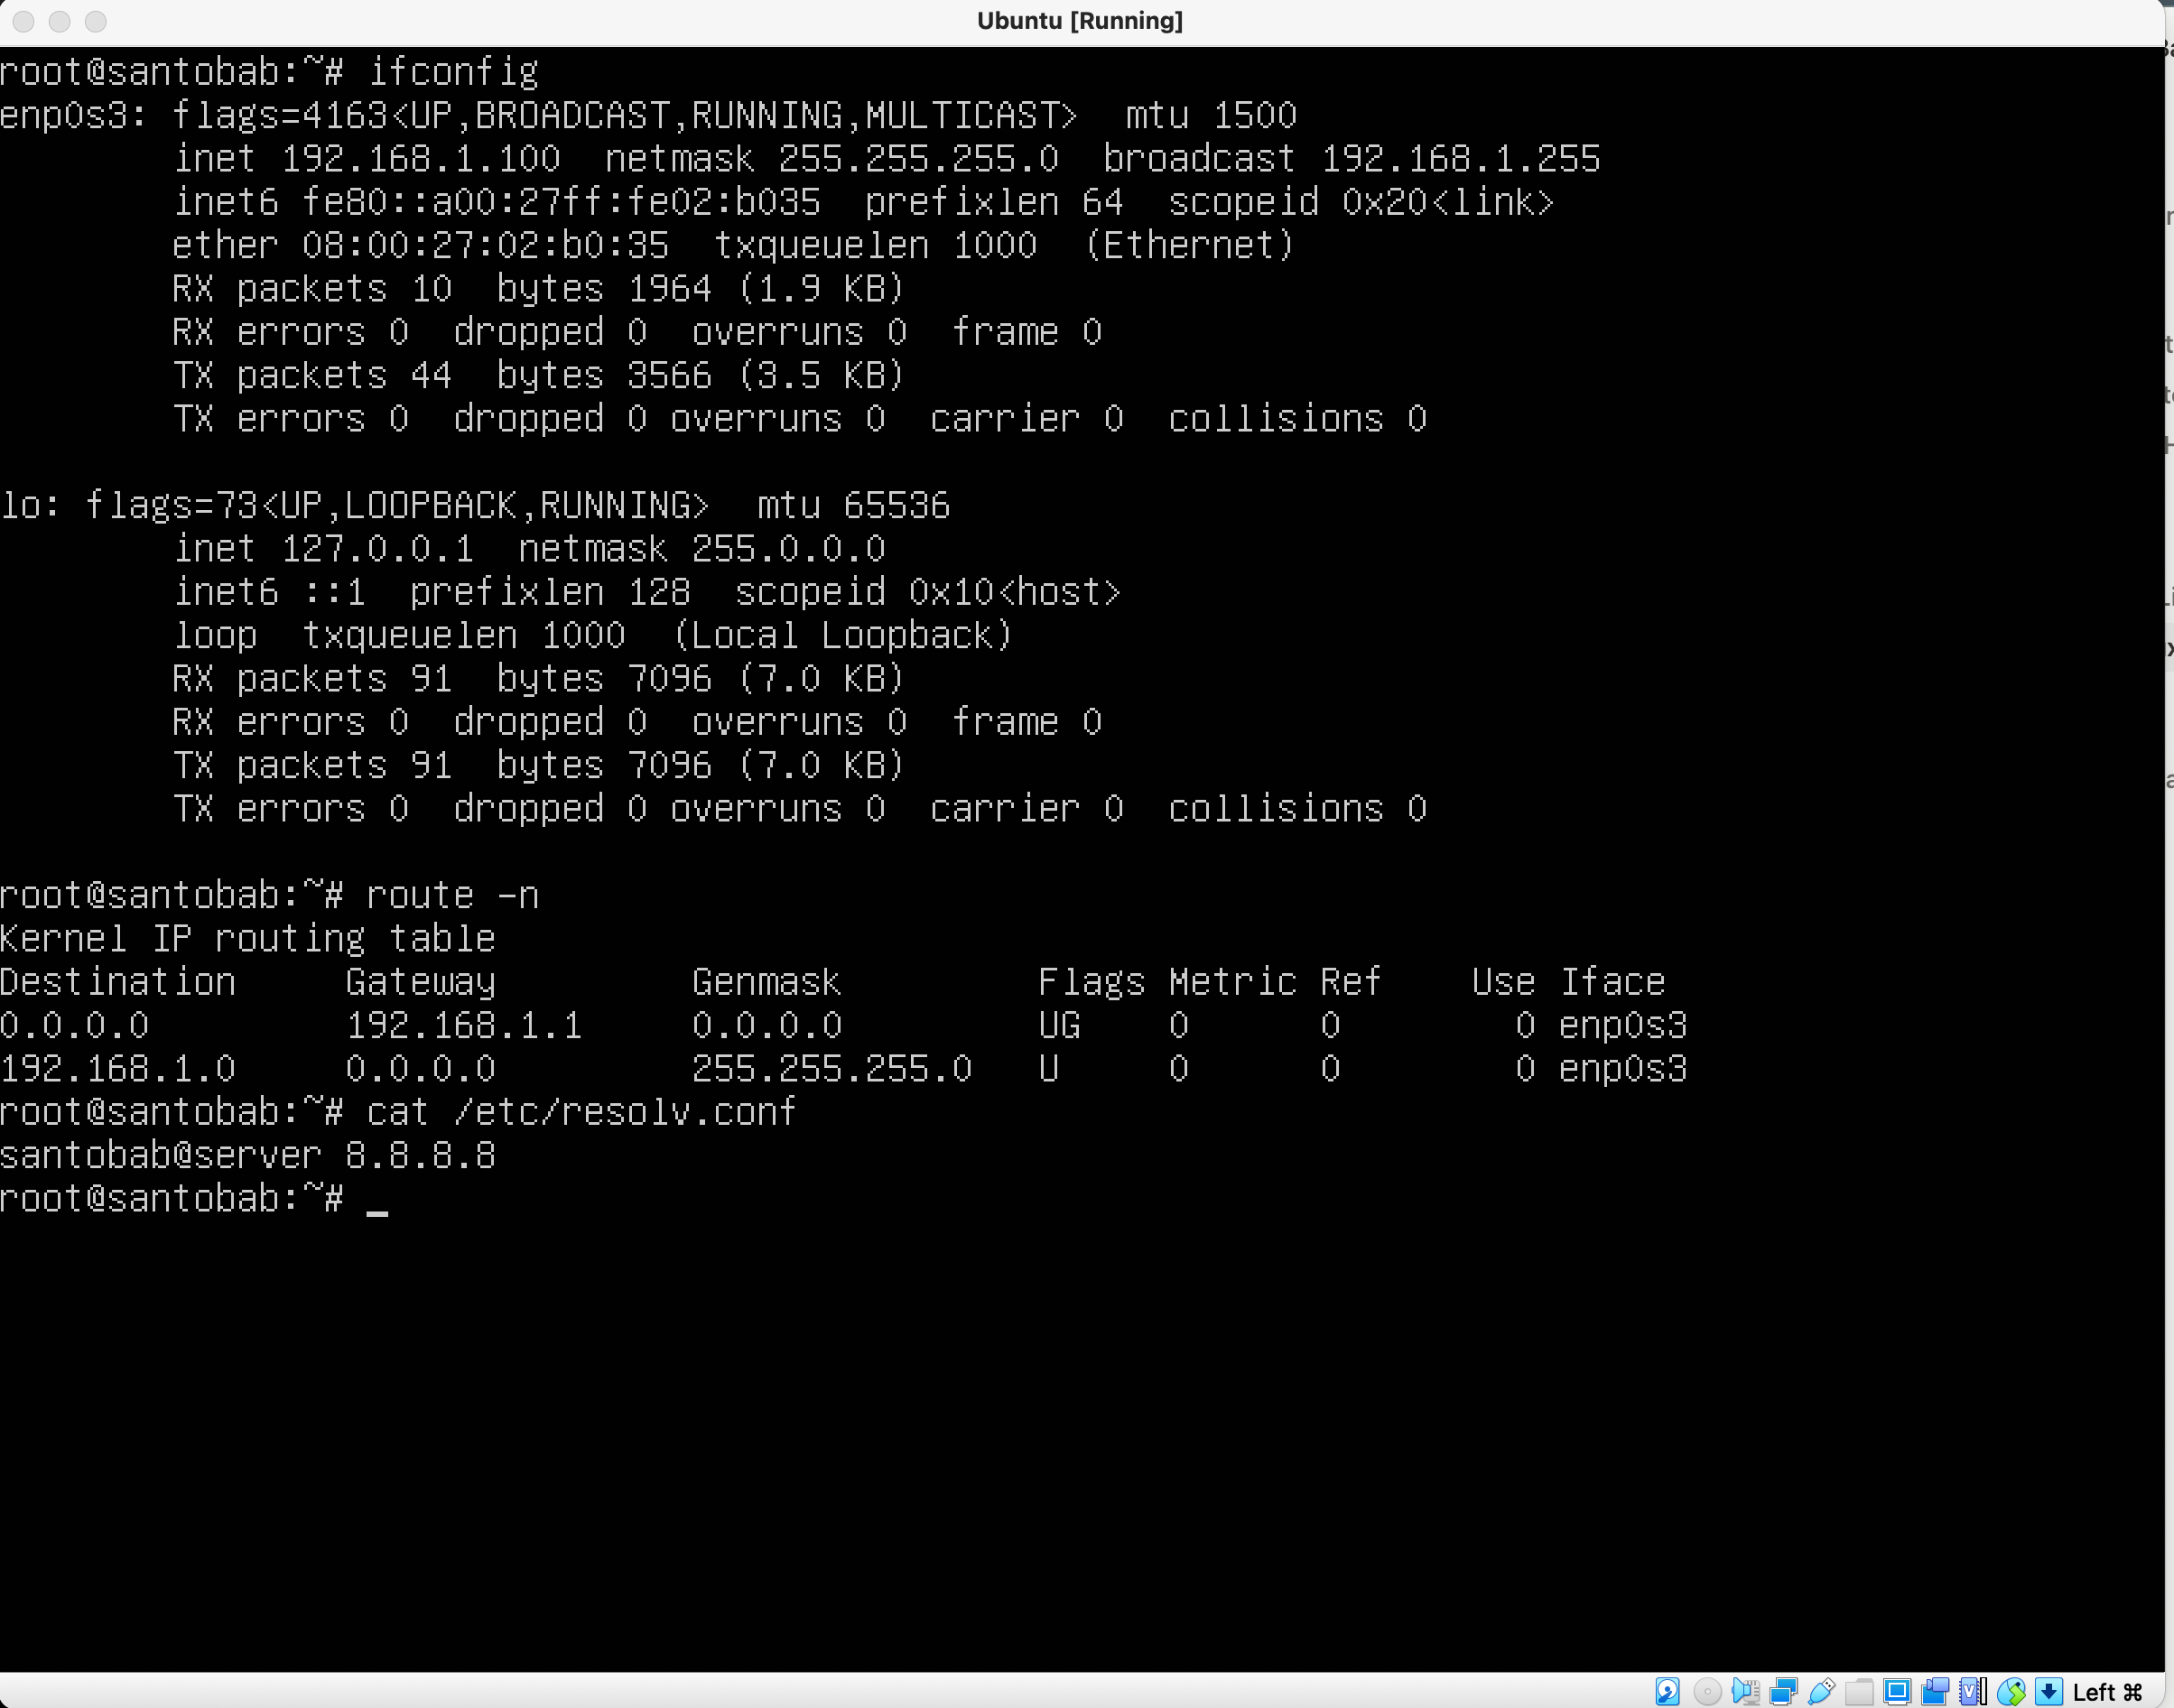 Ubuntu [Running]
root@santobab:~# ifconfig
enp0s3: flags=4163<UP,BROADCAST,RUNNING,MULTICAST>  mtu 1500
        inet 192.168.1.100  netmask 255.255.255.0  broadcast 192.168.1.255
        inet6 fe80::a00:27ff:fe02:b035  prefixlen 64  scopeid 0x20<link>
        ether 08:00:27:02:b0:35  txqueuelen 1000  (Ethernet)
        RX packets 10  bytes 1964 (1.9 KB)
        RX errors 0  dropped 0  overruns 0  frame 0
        TX packets 44  bytes 3566 (3.5 KB)
        TX errors 0  dropped 0 overruns 0  carrier 0  collisions 0

lo: flags=73<UP,LOOPBACK,RUNNING>  mtu 65536
        inet 127.0.0.1  netmask 255.0.0.0
        inet6 ::1  prefixlen 128  scopeid 0x10<host>
        loop  txqueuelen 1000  (Local Loopback)
        RX packets 91  bytes 7096 (7.0 KB)
        RX errors 0  dropped 0  overruns 0  frame 0
        TX packets 91  bytes 7096 (7.0 KB)
        TX errors 0  dropped 0 overruns 0  carrier 0  collisions 0

root@santobab:~# route -n
Kernel IP routing table
Destination     Gateway         Genmask         Flags Metric Ref    Use Iface
0.0.0.0         192.168.1.1     0.0.0.0         UG    0      0        0 enp0s3
192.168.1.0     0.0.0.0         255.255.255.0   U     0      0        0 enp0s3
root@santobab:~# cat /etc/resolv.conf
santobab@server 8.8.8.8
root@santobab:~# _
Left ⌘